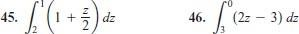 45. ∫₂¹ (1 + z/2) dz
46. ∫₃⁰ (2z − 3) dz